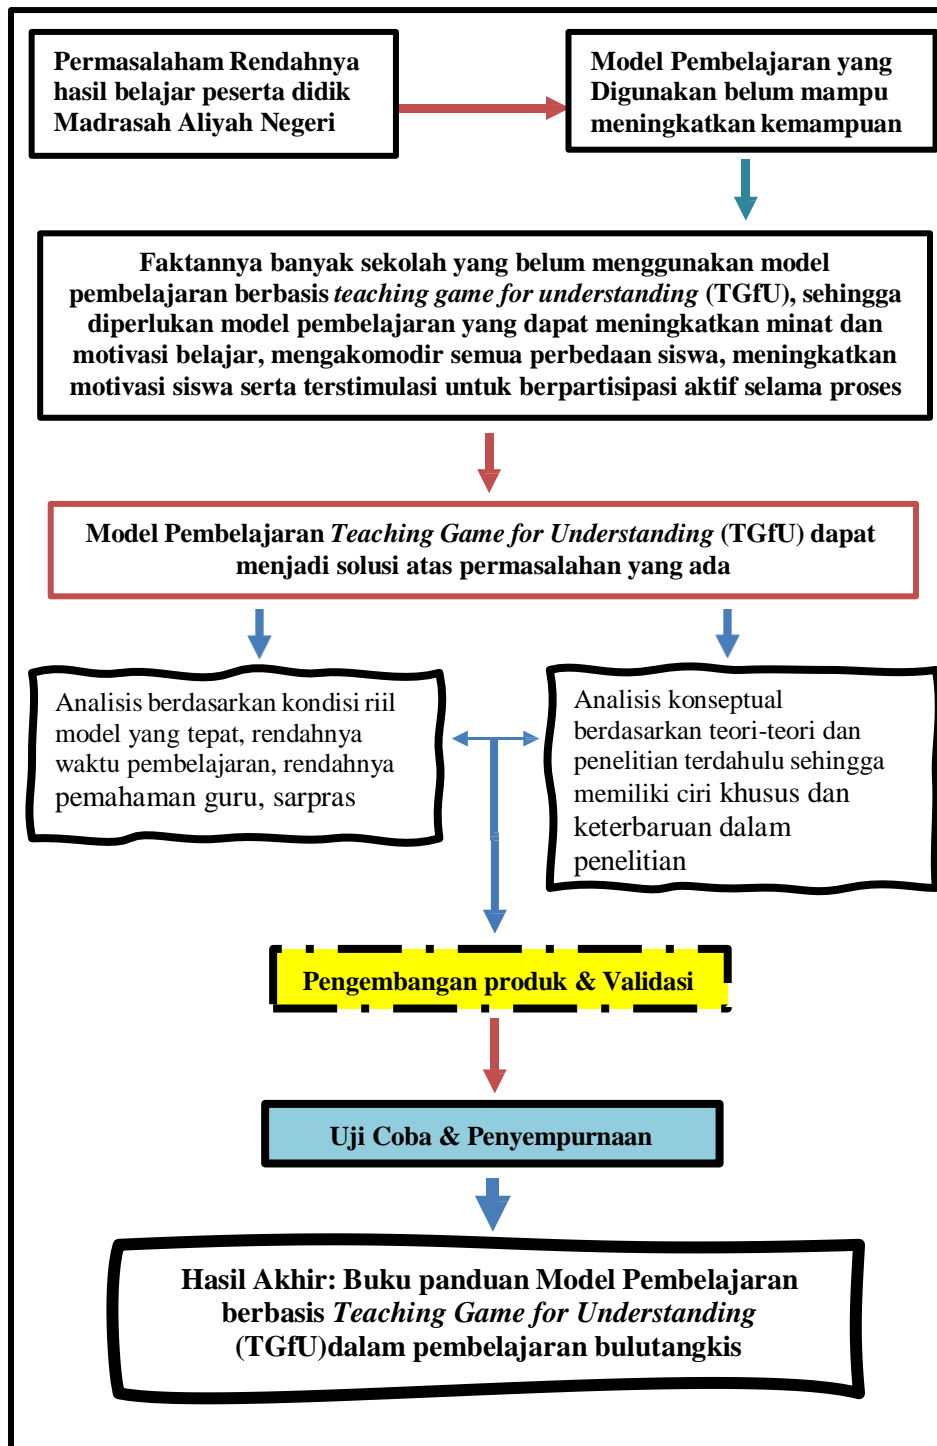 Permasalaham Rendahnya
hasil belajar peserta didik
Madrasah Aliyah Negeri
Model Pembelajaran yang
Digunakan belum mampu
meningkatkan kemampuan
Faktannya banyak sekolah yang belum menggunakan model
pembelajaran berbasis teaching game for understanding (TGfU), sehingga
diperlukan model pembelajaran yang dapat meningkatkan minat dan
motivasi belajar, mengakomodir semua perbedaan siswa, meningkatkan
motivasi siswa serta terstimulasi untuk berpartisipasi aktif selama proses
Model Pembelajaran Teaching Game for Understanding (TGfU) dapat
menjadi solusi atas permasalahan yang ada
Analisis berdasarkan kondisi riil
model yang tepat, rendahnya
waktu pembelajaran, rendahnya
pemahaman guru, sarpras
Analisis konseptual
berdasarkan teori-teori dan
penelitian terdahulu sehingga
memiliki ciri khusus dan
keterbaruan dalam
penelitian
Pengembangan produk & Validasi
Uji Coba & Penyempurnaan
Hasil Akhir: Buku panduan Model Pembelajaran
berbasis Teaching Game for Understanding
(TGfU)dalam pembelajaran bulutangkis